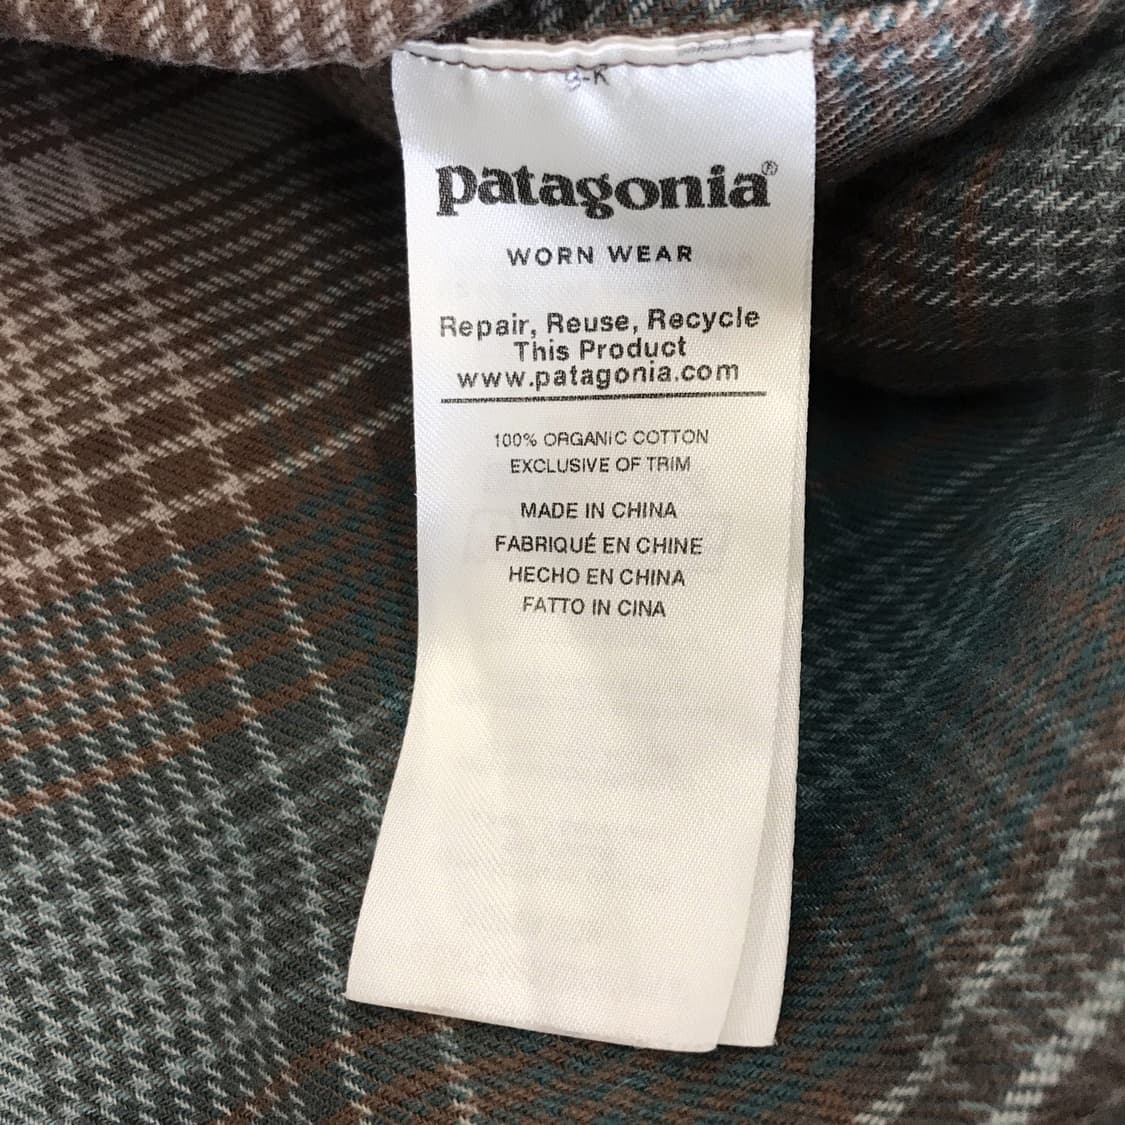 patagonia®
WORN WEAR
Repair, Reuse, Recycle
This Product
www.patagonia.com
100% ORGANIC COTTON
EXCLUSIVE OF TRIM
MADE IN CHINA
FABRIQUÉ EN CHINE
HECHO EN CHINA
FATTO IN CINA